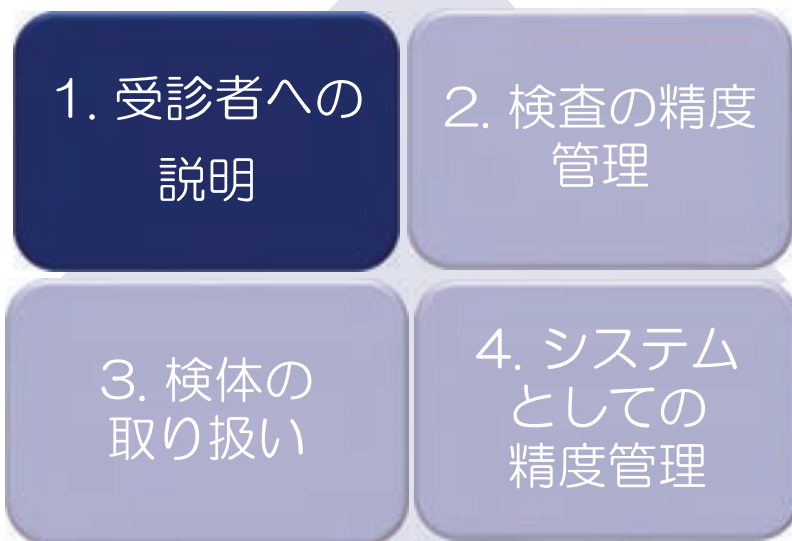 1. 受診者への
説明
2. 検査の精度
管理
3. 検体の
取り扱い
4. システム
としての
精度管理